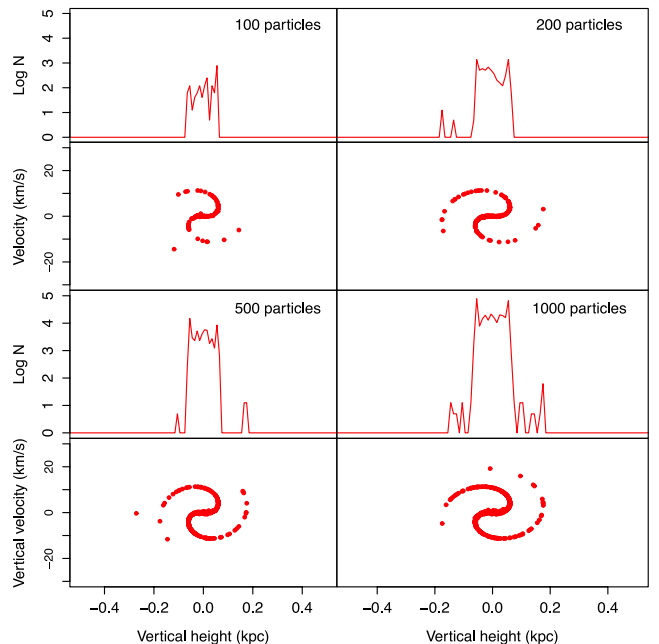 100 particles
200 particles
Log N
0 1 2 3 4 5
Velocity (km/s)
−20 0 20
500 particles
1000 particles
Log N
0 1 2 3 4 5
Vertical velocity (km/s)
−20 0 20
−0.4 −0.2 0.0 0.2 0.4
−0.4 −0.2 0.0 0.2 0.4
Vertical height (kpc)
Vertical height (kpc)